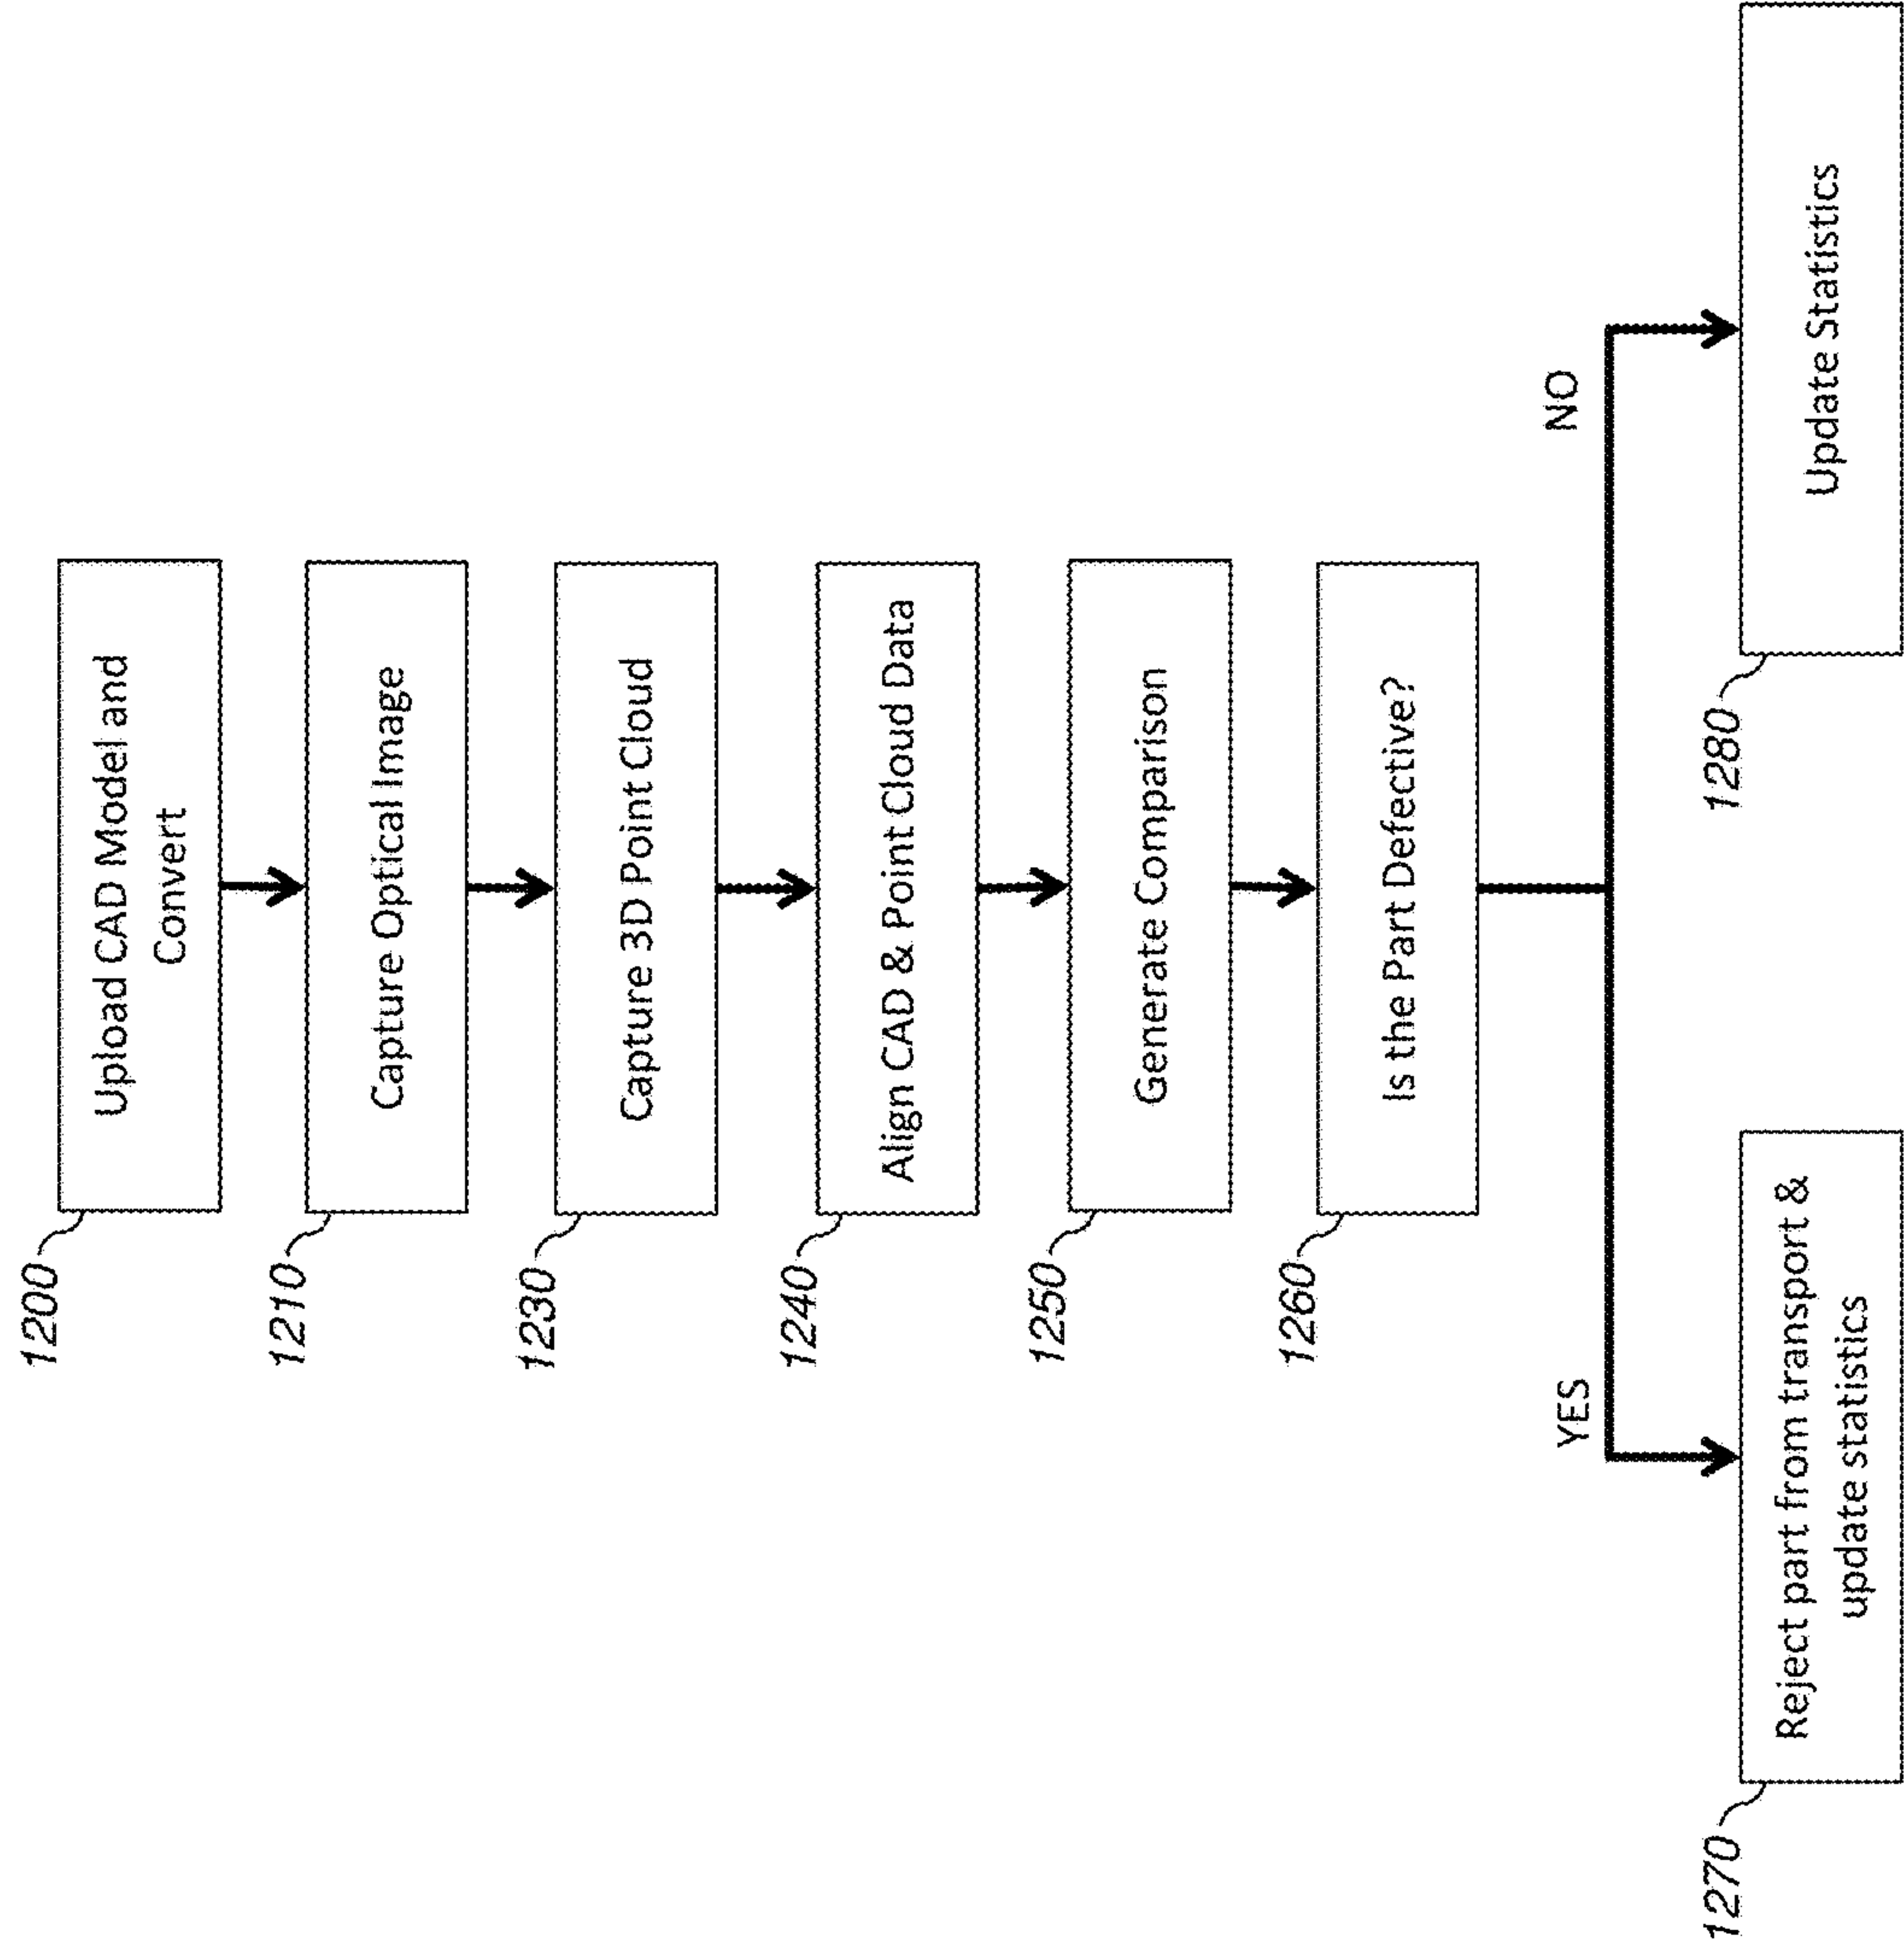 1200
Upload CAD Model and
Convert
1210
Capture Optical Image
1230
Capture 3D Point Cloud
1240
Align CAD & Point Cloud Data
1250
Generate Comparison
1260
Is the Part Defective?
YES
NO
1270
Reject part from transport &
update statistics
1280
Update Statistics